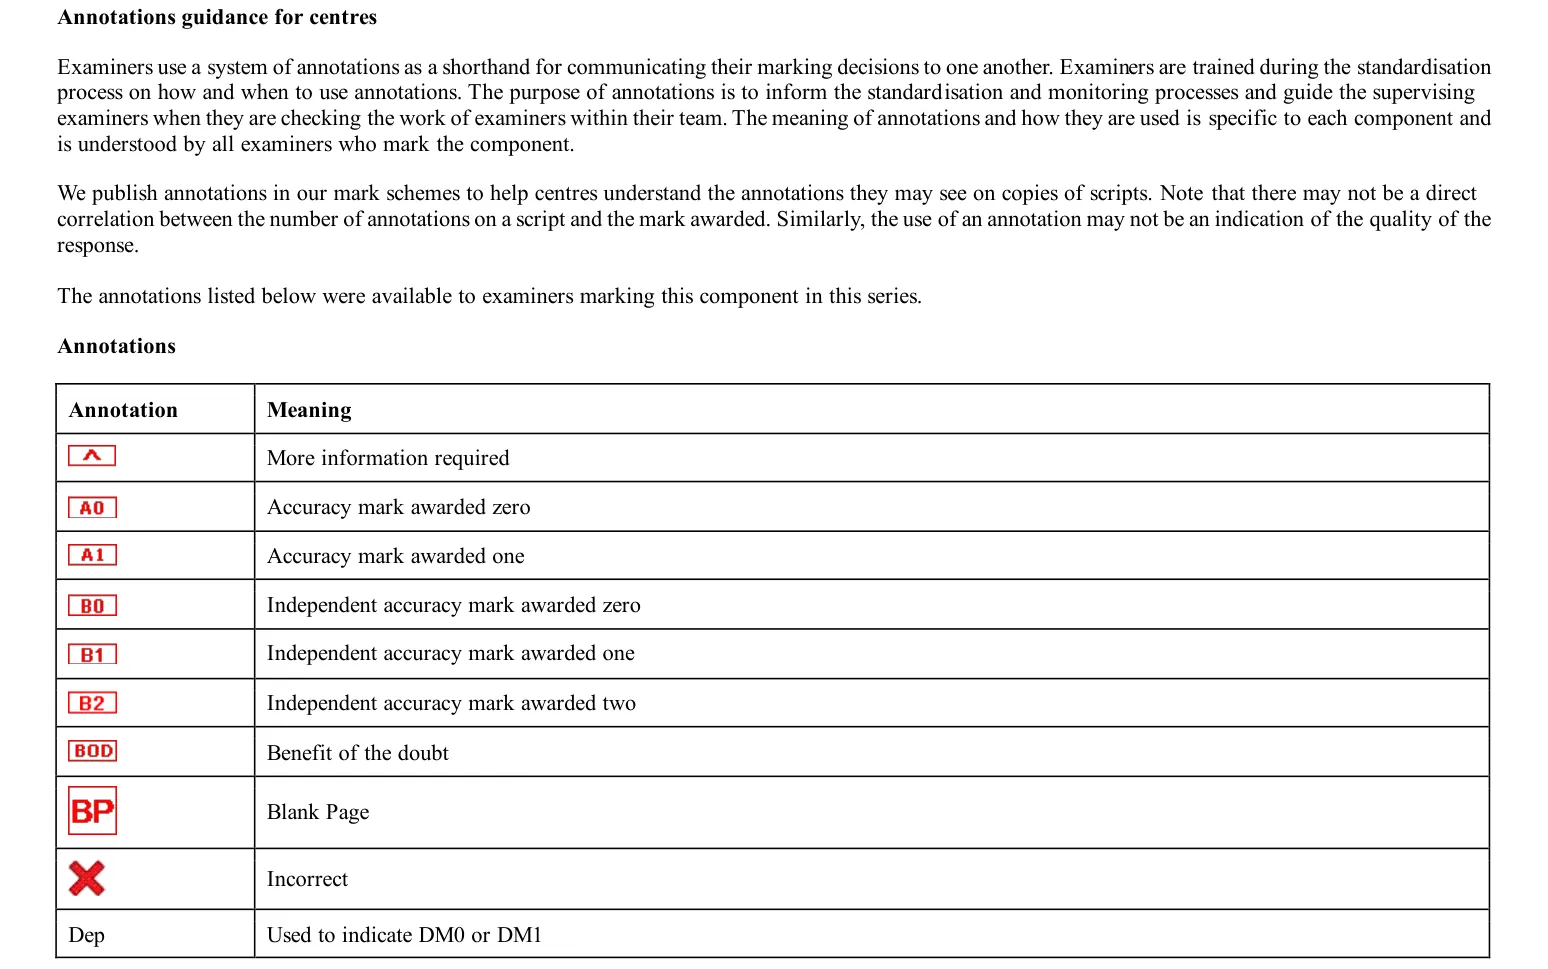 Annotations guidance for centres
Examiners use a system of annotations as a shorthand for communicating their marking decisions to one another. Examiners are trained during the standardisation
process on how and when to use annotations. The purpose of annotations is to inform the standardisation and monitoring processes and guide the supervising
examiners when they are checking the work of examiners within their team. The meaning of annotations and how they are used is specific to each component and
is understood by all examiners who mark the component.
We publish annotations in our mark schemes to help centres understand the annotations they may see on copies of scripts. Note that there may not be a direct
correlation between the number of annotations on a script and the mark awarded. Similarly, the use of an annotation may not be an indication of the quality of the
response.
The annotations listed below were available to examiners marking this component in this series.
Annotations
Annotation Meaning
^ More information required
A0 Accuracy mark awarded zero
A1 Accuracy mark awarded one
B0 Independent accuracy mark awarded zero
B1 Independent accuracy mark awarded one
B2 Independent accuracy mark awarded two
BOD Benefit of the doubt
BP Blank Page
Incorrect
Dep Used to indicate DM0 or DM1